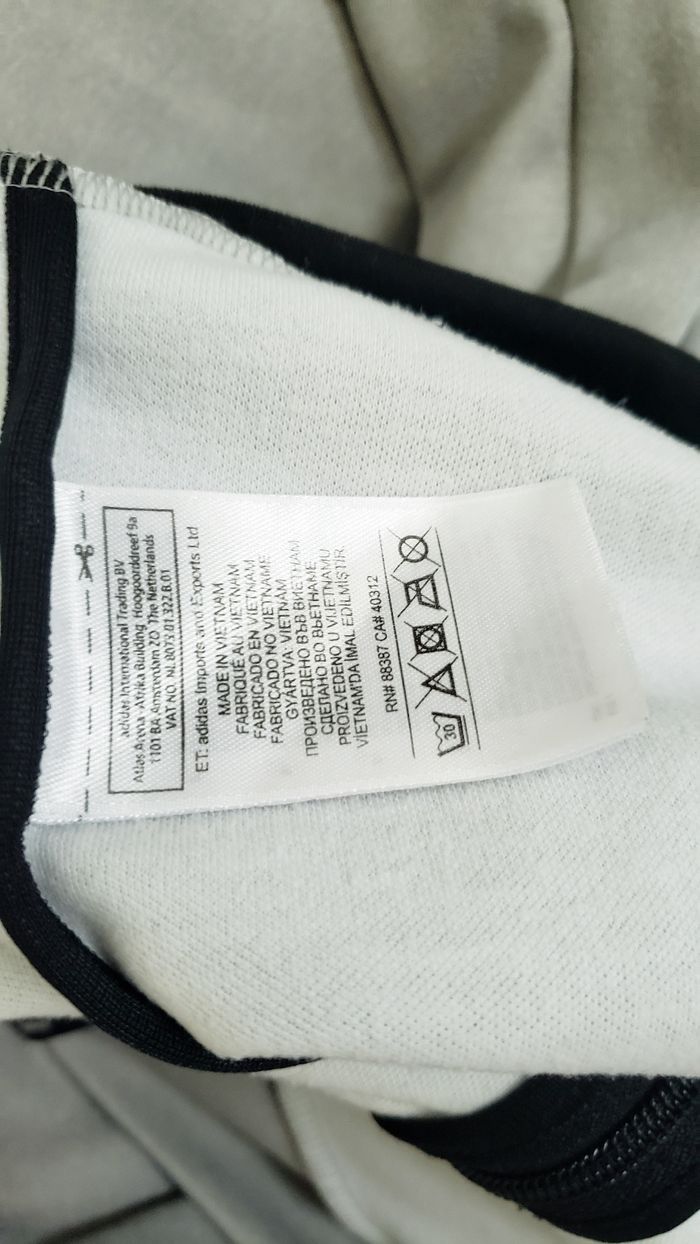 adidas International Trading BV
Atlas Arena -Afrika Building Hoogoorddreef 9a
1101 BA Amsterdam ZO The Netherlands
VAT NO. NL 8073.01.322.B.01
ET: adidas Imports and Exports Ltd
MADE IN VIETNAM
FABRIQUÉ AU VIETNAM
FABRICADO EN VIETNAM
FABRICADO NO VIETNAME
GYÁRTVA: VIETNÁM
ПРОИЗВЕДЕНО ВЪВ ВИЕТНАМ
СДЕЛАНО ВО ВЬЕТНАМЕ
PROIZVEDENO U VIJETNAMU
VİETNAM'DA İMAL EDİLMİŞTİR.
RN# 88387 CA# 40312
30